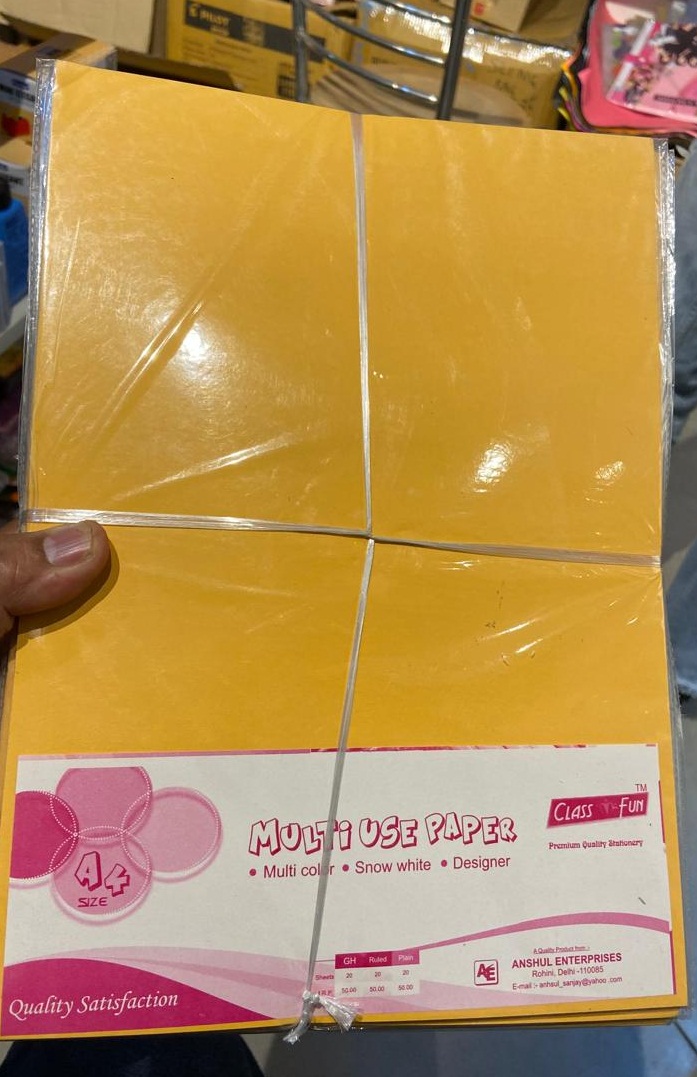 PILOT
A4
SIZE
MULTI USE PAPER
• Multi color • Snow white • Designer
CLASS FUN
TM
Premium Quality Stationery
GH Ruled Plain
Sheets 20 20 20
50.00 50.00 50.00
AE
A Quality Product from :-
ANSHUL ENTERPRISES
Rohini, Delhi -110085
E-mail :- anhsul_sanjay@yahoo .com
Quality Satisfaction